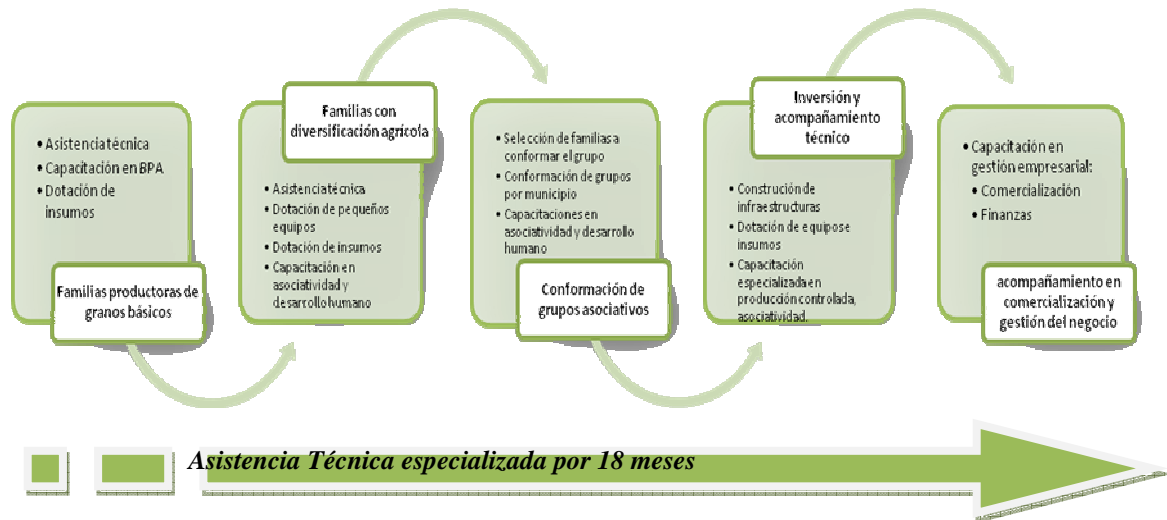 • Asistencia técnica
• Capacitación en BPA
• Dotación de
insumos
Familias productoras de
granos básicos
Familias con
diversificación agrícola
• Asistencia técnica
• Dotación de pequeños
equipos
• Dotación de insumos
• Capacitación en
asociatividad y
desarrollo humano
• Selección de familias a
conformar el grupo
• Conformación de grupos
por municipio
• Capacitaciones en
asociatividad y desarrollo
humano
Conformación de
grupos asociativos
Inversión y
acompañamiento
técnico
• Construción de
infraestructuras
• Dotación de equipos e
insumos
• Capacitación
especializada en
producción controlada,
asociatividad.
• Capacitación en
gestión empresarial:
• Comercialización
• Finanzas
acompañamiento en
comercialización y
gestión del negocio
Asistencia Técnica especializada por 18 meses